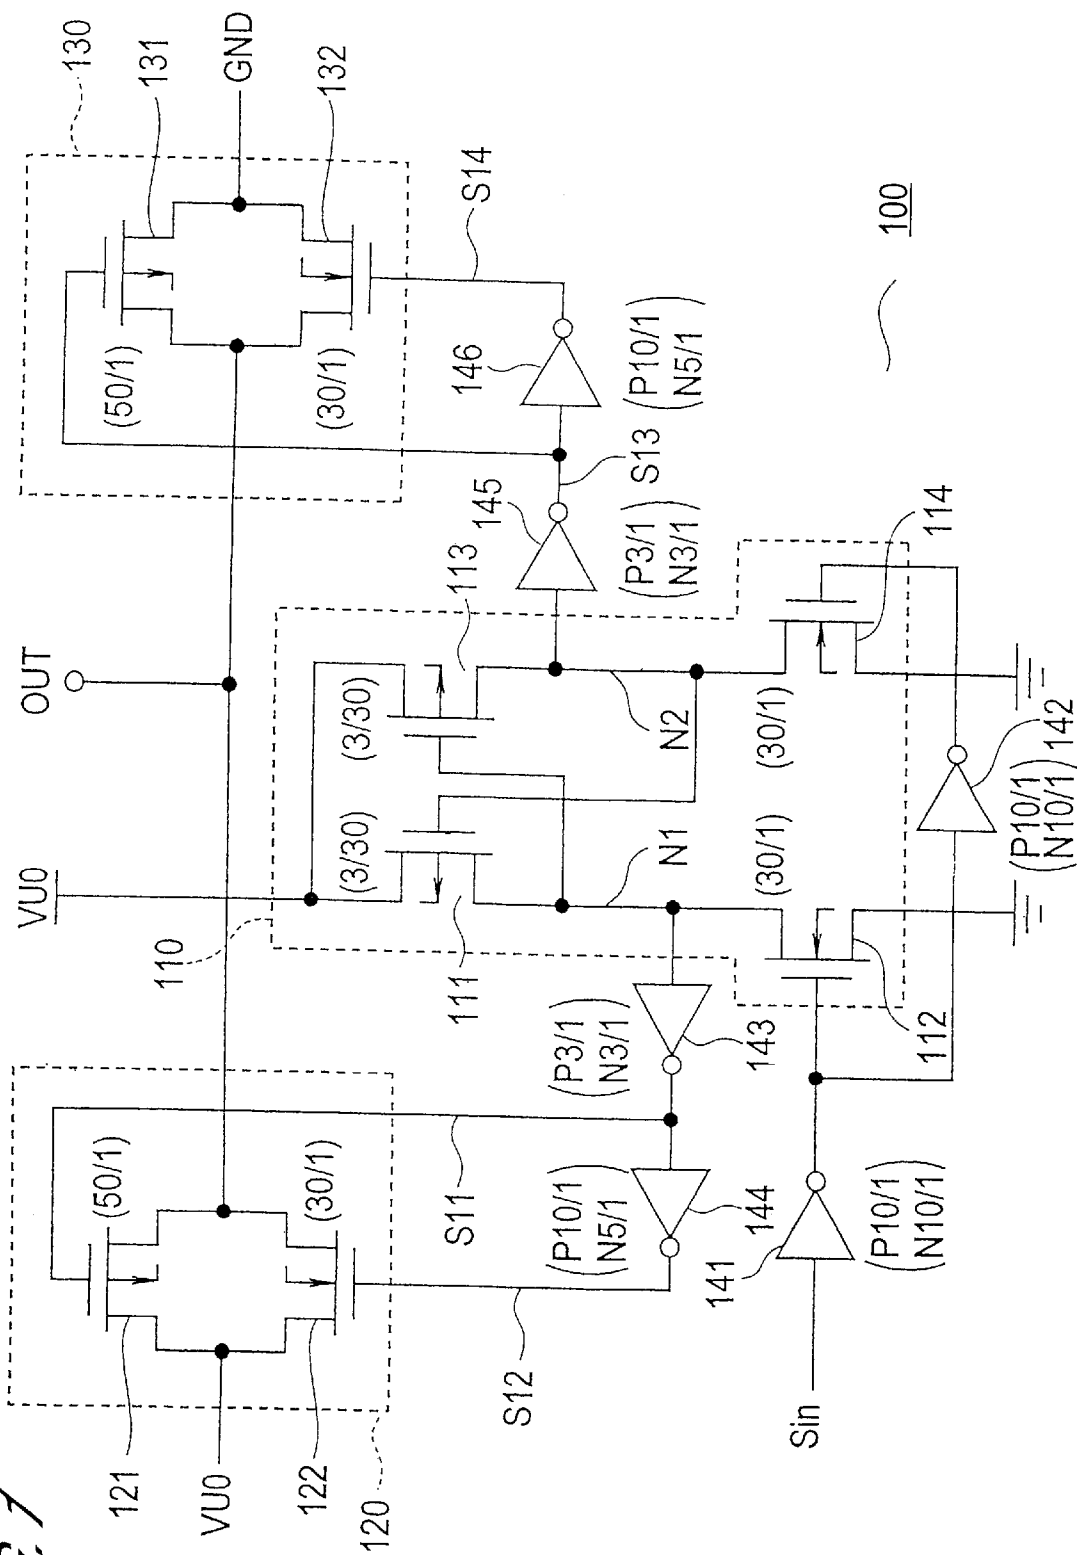 130
131
GND
132
S14
100
(50/1)
(30/1)
146
(P10/1
N5/1)
S13
145
(P3/1
N3/1)
113
114
OUT
(3/30)
N2
(30/1)
142
(P10/1
N10/1)
VU0
(3/30)
N1
(30/1)
110
111
112
143
(P3/1
N3/1)
(50/1)
(30/1)
S11
(P10/1
N5/1)
144
141
(P10/1
N10/1)
S12
Sin
121
VU0
122
120